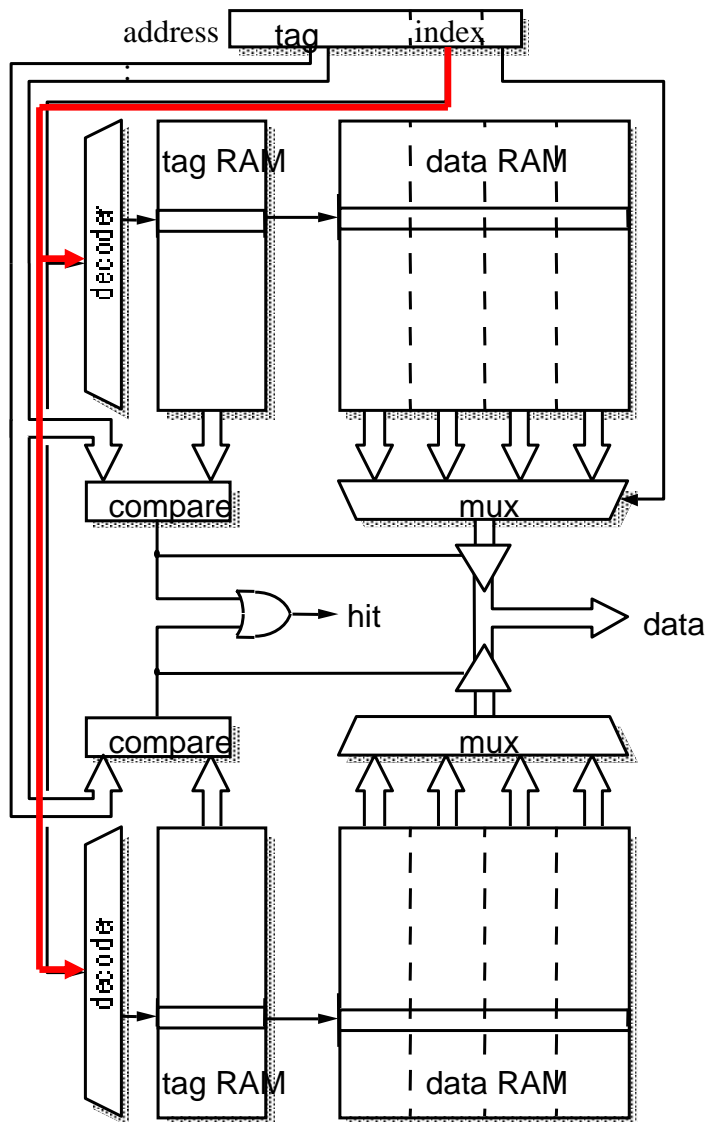 address tag index
tag RAM data RAM
decoder
compare mux
hit
data
compare mux
decoder
tag RAM data RAM